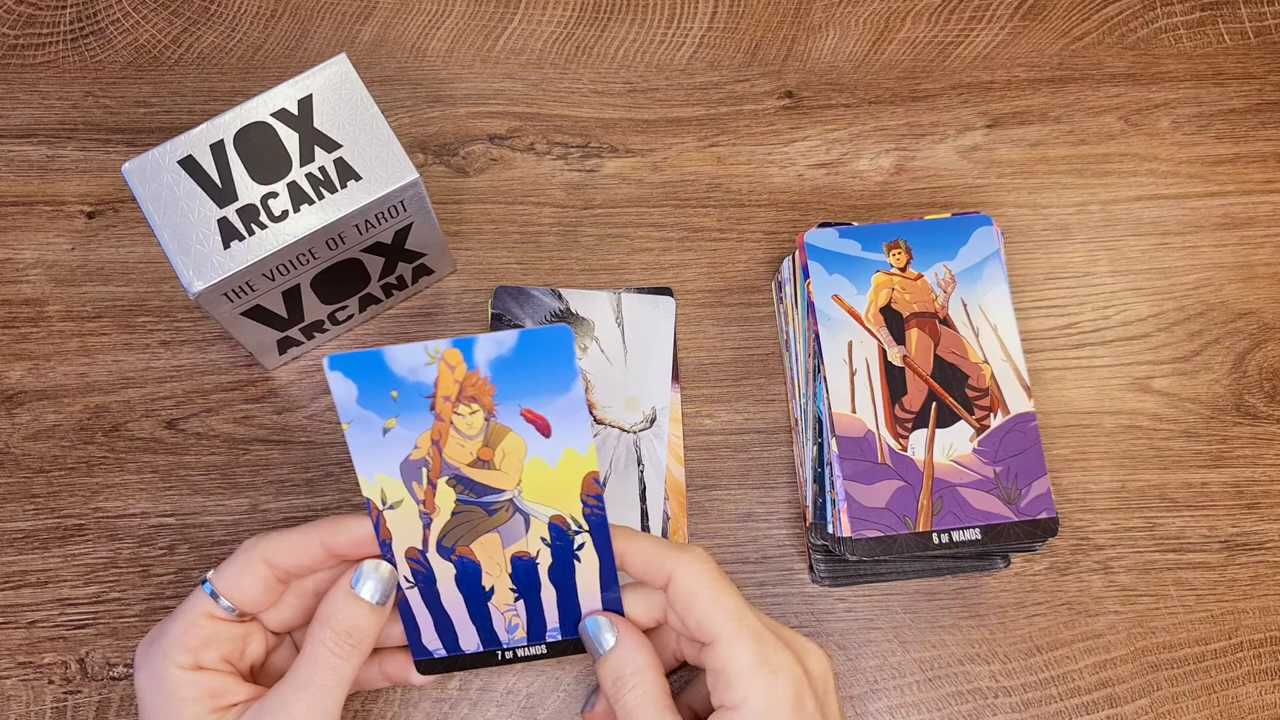 VOX
ARCANA
THE VOICE OF TAROT
VOX
ARCANA
7 OF WANDS
6 OF WANDS